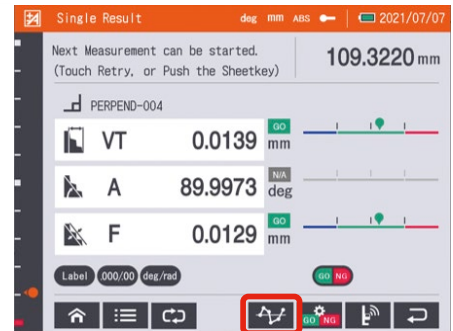 Single Result deg mm ABS 2021/07/07
Next Measurement can be started.
(Touch Retry, or Push the Sheetkey)
109.3220 mm
PERPEND-004
VT 0.0139 mm GO
A 89.9973 deg N/A
F 0.0129 mm GO
Label .000/.00 deg/rad GO NG
GO NG